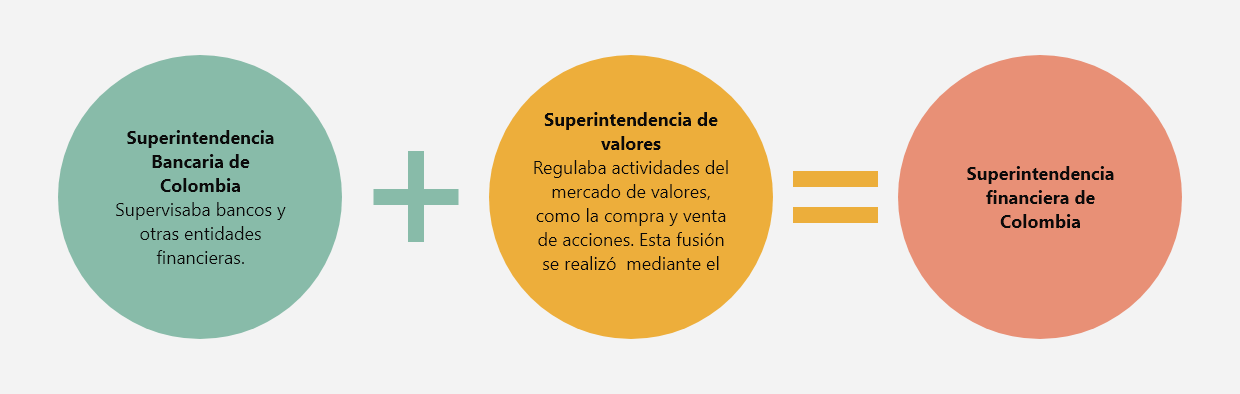 Superintendencia
Bancaria de
Colombia
Supervisaba bancos y
otras entidades
financieras.
Superintendencia de
valores
Regulaba actividades del
mercado de valores,
como la compra y venta
de acciones. Esta fusión
se realizó  mediante el
Superintendencia
financiera de
Colombia